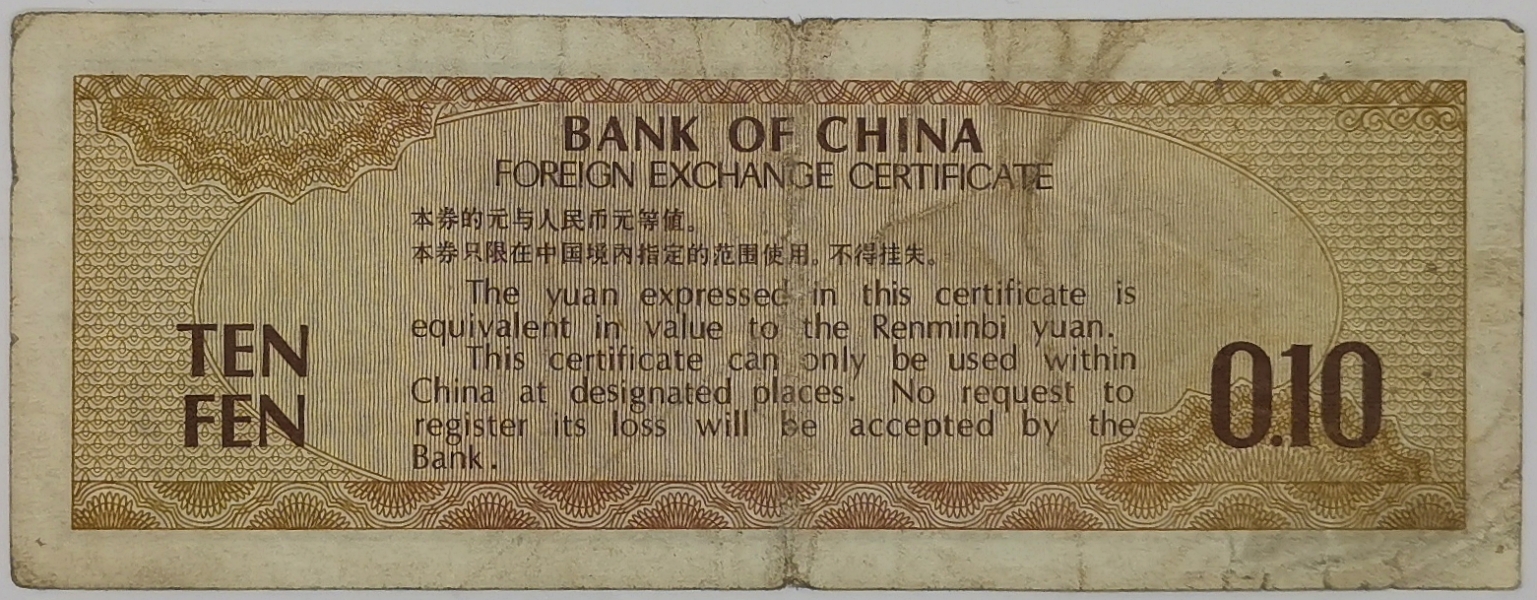 BANK OF CHINA
FOREIGN EXCHANGE CERTIFICATE
本券的元与人民币元等值。
本券只限在中国境内指定的范围使用。不得挂失。
The yuan expressed in this certificate is
equivalent in value to the Renminbi yuan.
This certificate can only be used within
China at designated places. No request to
register its loss will be accepted by the
Bank.
TEN
FEN
0.10